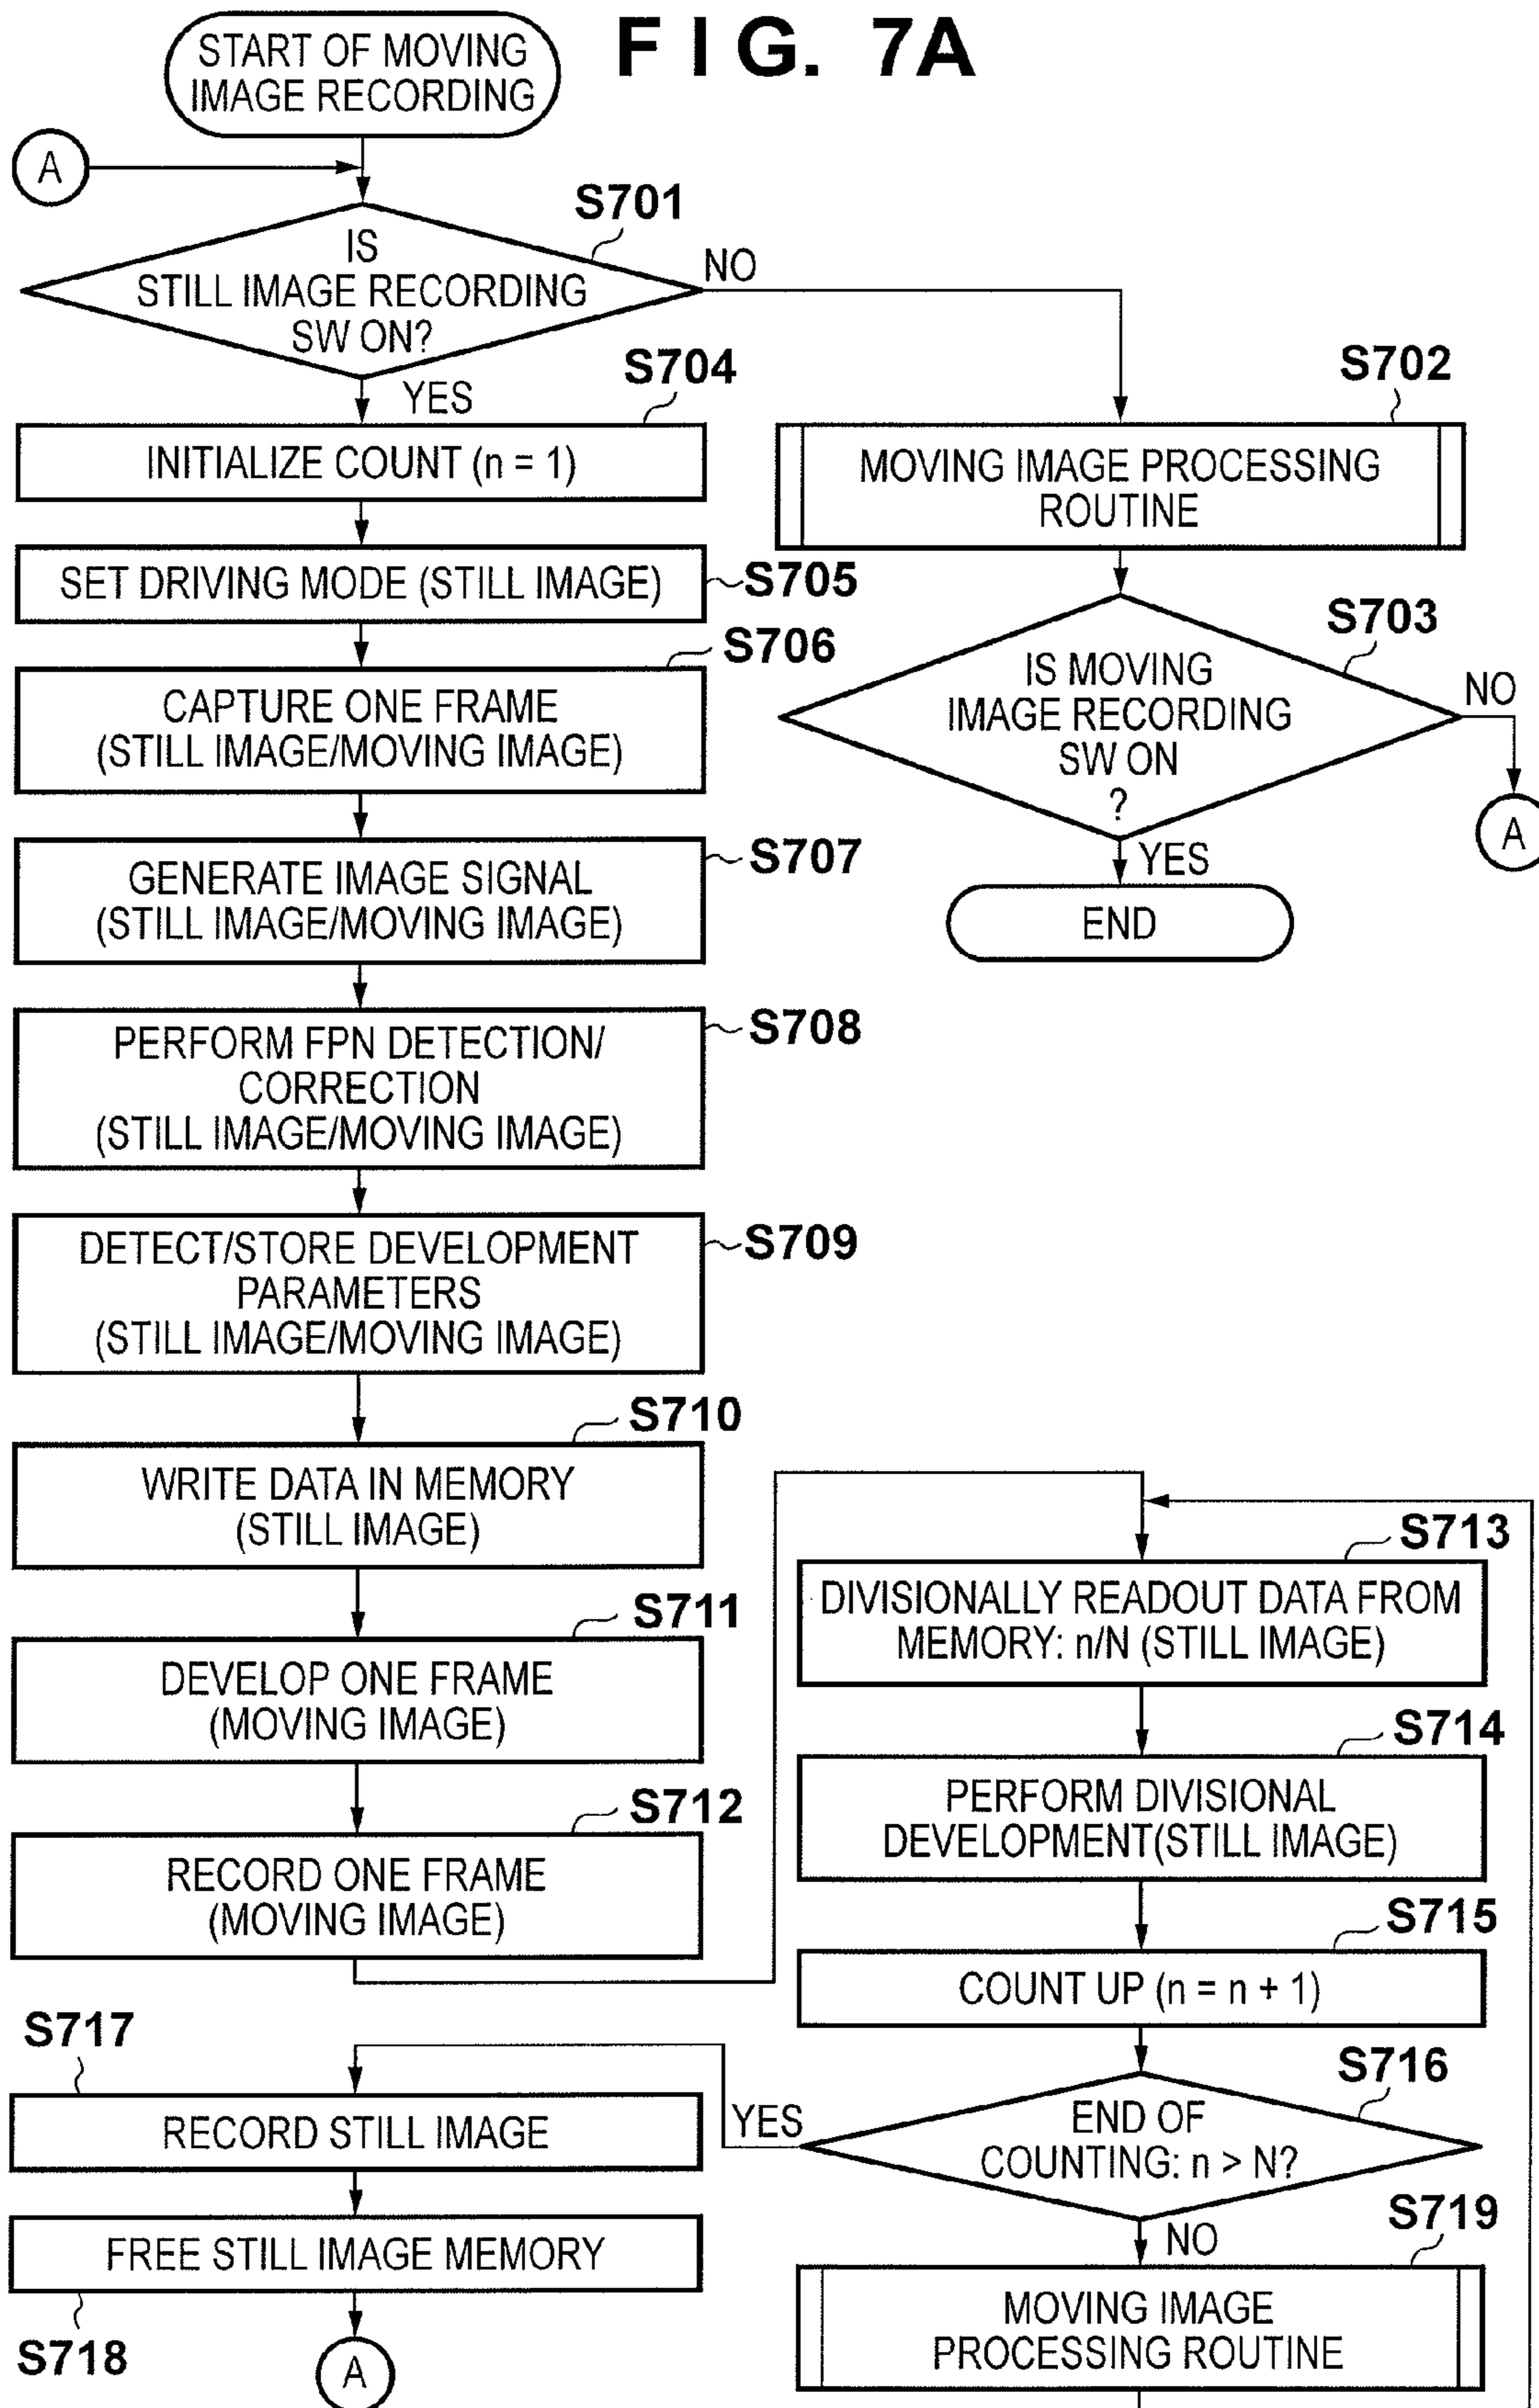 FIG. 7A
START OF MOVING
IMAGE RECORDING
A
S701
IS
STILL IMAGE RECORDING
SW ON?
NO
YES
S704
INITIALIZE COUNT (n = 1)
SET DRIVING MODE (STILL IMAGE)
S705
S706
CAPTURE ONE FRAME
(STILL IMAGE/MOVING IMAGE)
GENERATE IMAGE SIGNAL
(STILL IMAGE/MOVING IMAGE)
S707
PERFORM FPN DETECTION/
CORRECTION
(STILL IMAGE/MOVING IMAGE)
S708
DETECT/STORE DEVELOPMENT
PARAMETERS
(STILL IMAGE/MOVING IMAGE)
S709
S710
WRITE DATA IN MEMORY
(STILL IMAGE)
S711
DEVELOP ONE FRAME
(MOVING IMAGE)
S712
RECORD ONE FRAME
(MOVING IMAGE)
S702
MOVING IMAGE PROCESSING
ROUTINE
S703
IS MOVING
IMAGE RECORDING
SW ON
?
NO
A
YES
END
S713
DIVISIONALLY READOUT DATA FROM
MEMORY: n/N (STILL IMAGE)
S714
PERFORM DIVISIONAL
DEVELOPMENT(STILL IMAGE)
S715
COUNT UP (n = n + 1)
S716
END OF
COUNTING: n > N?
YES
NO
S719
MOVING IMAGE
PROCESSING ROUTINE
S717
RECORD STILL IMAGE
FREE STILL IMAGE MEMORY
S718
A